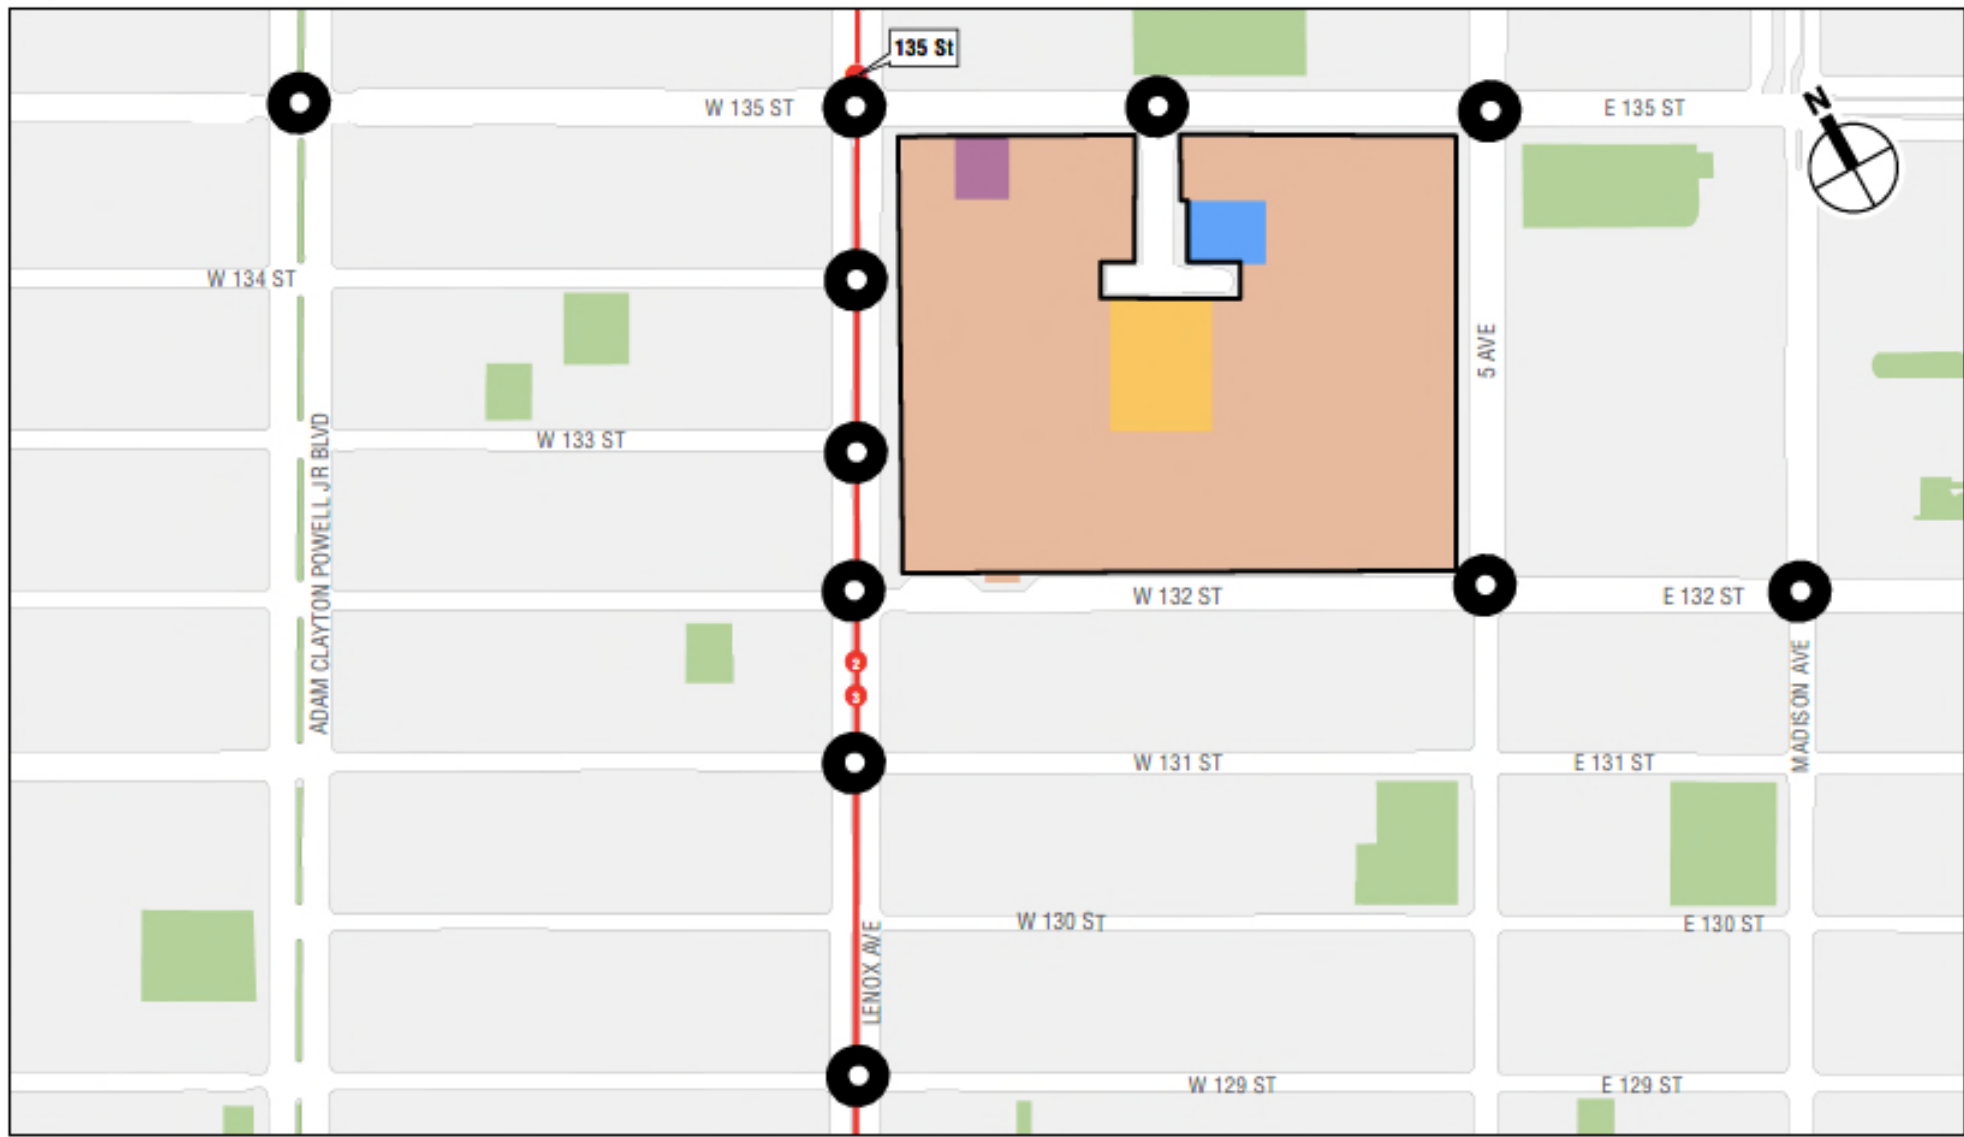 135 St
W 135 ST
E 135 ST
N
W 134 ST
5 AVE
W 133 ST
ADAM CLAYTON POWELL JR BLVD
W 132 ST
E 132 ST
2
3
MADISON AVE
W 131 ST
E 131 ST
W 130 ST
E 130 ST
LENOX AVE
W 129 ST
E 129 ST